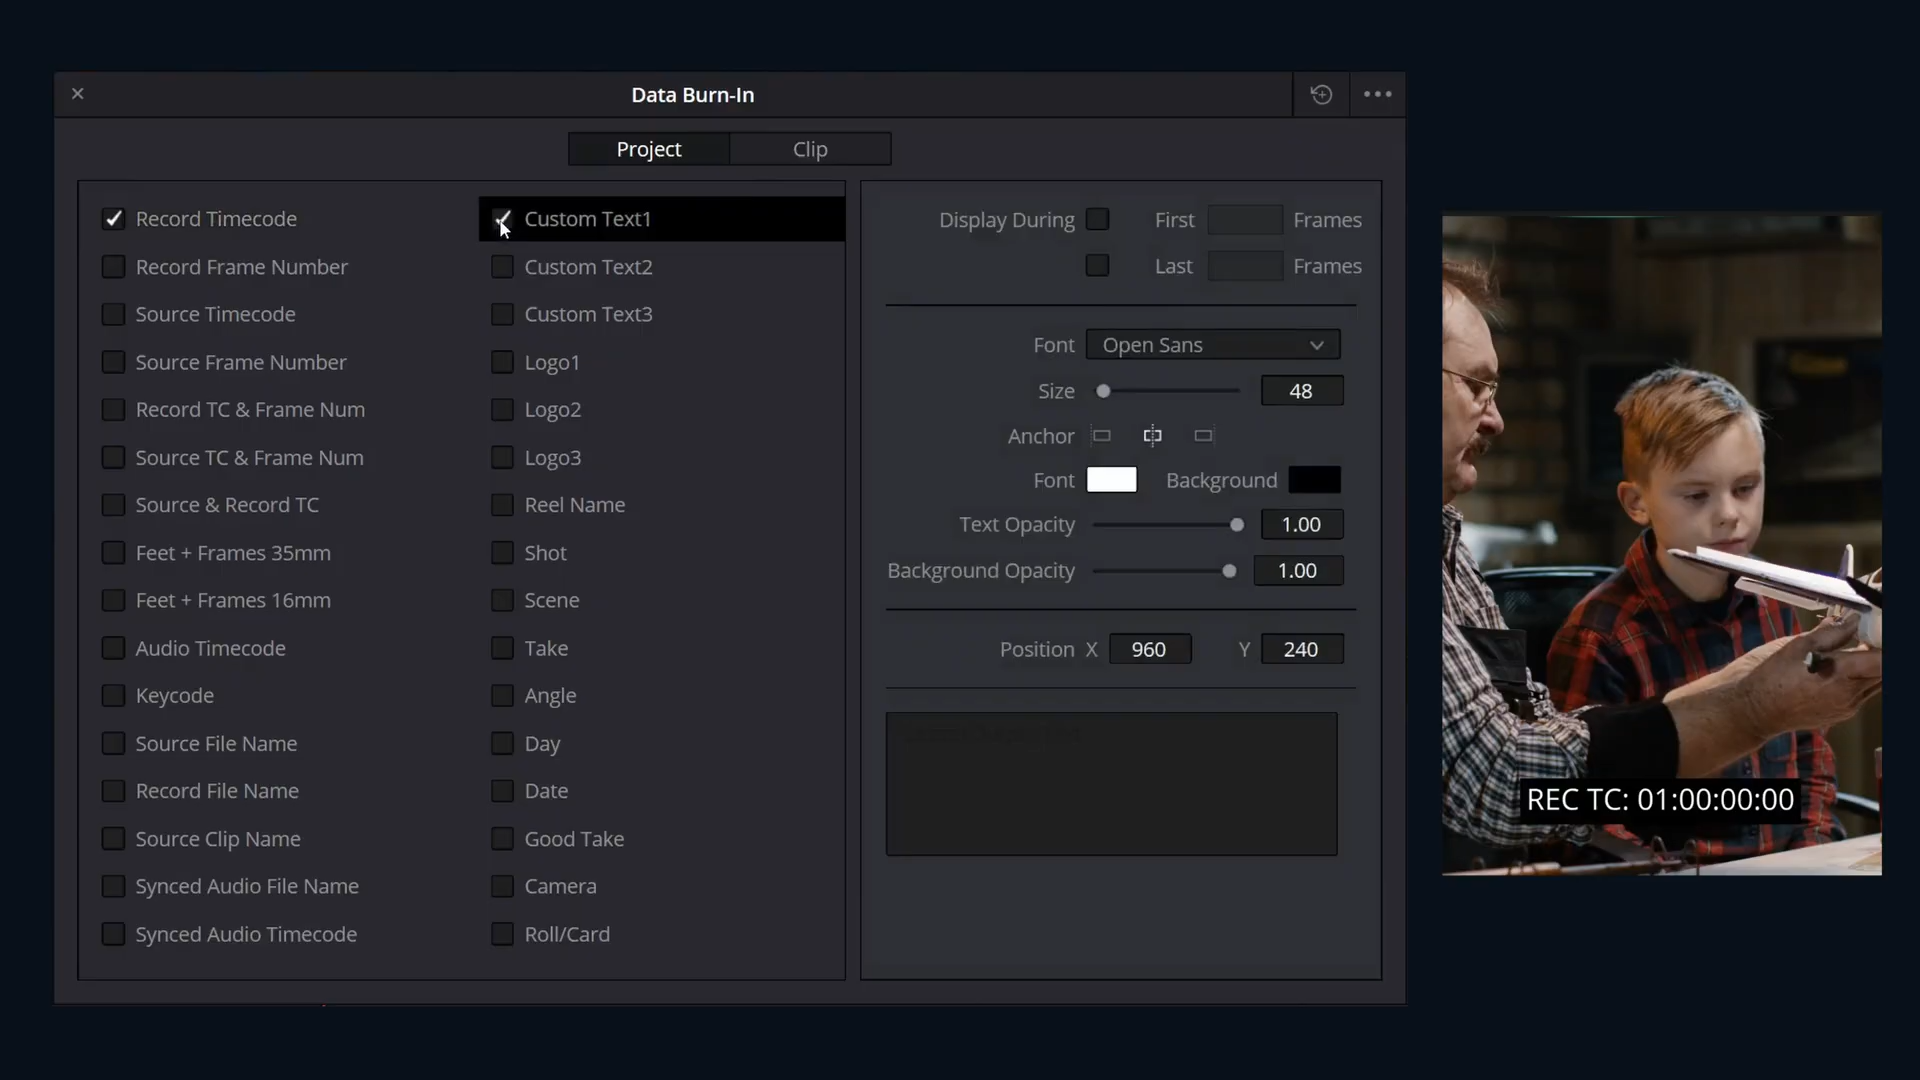 Data Burn-In
Project Clip
Record Timecode
Record Frame Number
Source Timecode
Source Frame Number
Record TC & Frame Num
Source TC & Frame Num
Source & Record TC
Feet + Frames 35mm
Feet + Frames 16mm
Audio Timecode
Keycode
Source File Name
Record File Name
Source Clip Name
Synced Audio File Name
Synced Audio Timecode
Custom Text1
Custom Text2
Custom Text3
Logo1
Logo2
Logo3
Reel Name
Shot
Scene
Take
Angle
Day
Date
Good Take
Camera
Roll/Card
Display During First Frames
Last Frames
Font Open Sans
Size 48
Anchor
Font Background
Text Opacity 1.00
Background Opacity 1.00
Position X 960 Y 240
REC TC: 01:00:00:00